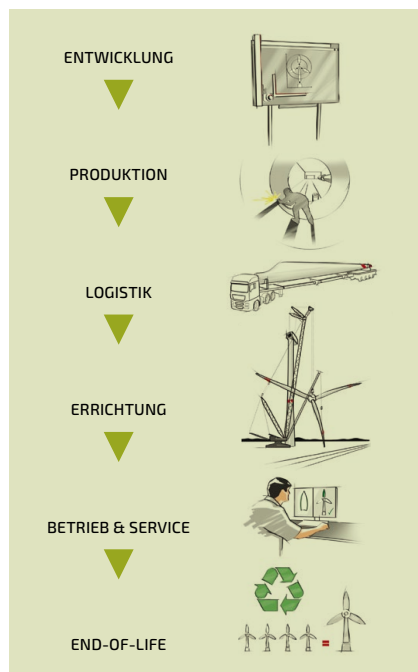 ENTWICKLUNG
PRODUKTION
LOGISTIK
ERRICHTUNG
BETRIEB & SERVICE
END-OF-LIFE
=